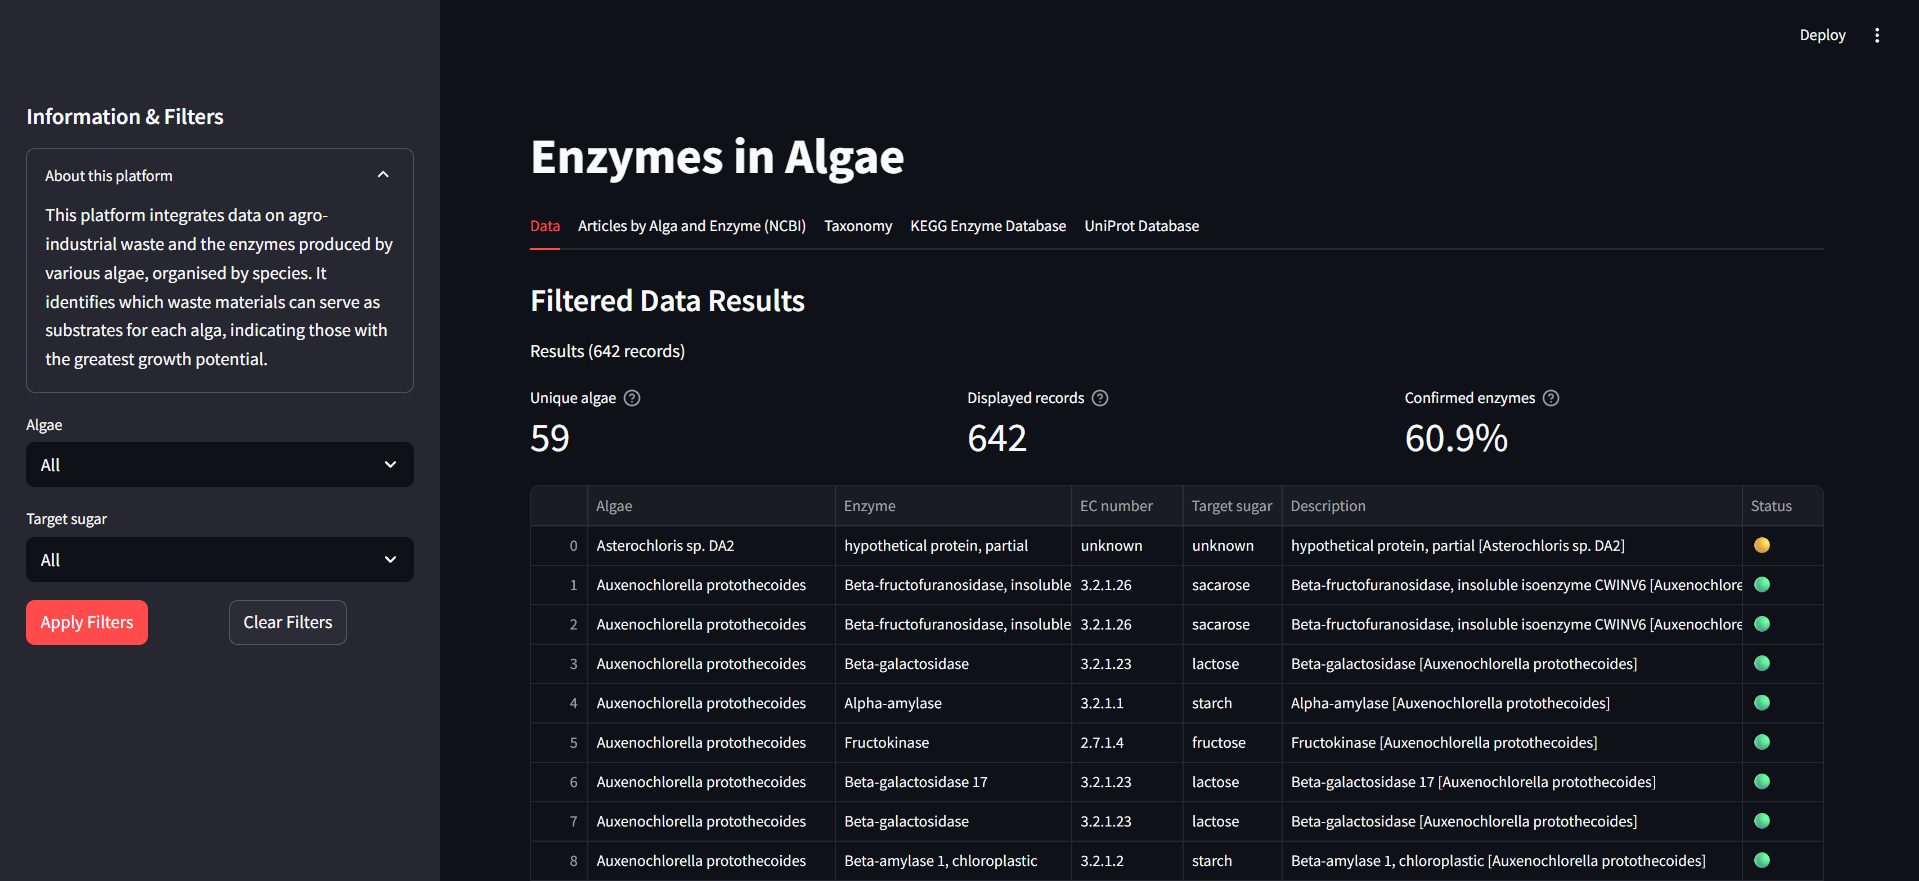 Deploy
Information & Filters
About this platform
This platform integrates data on agro-
industrial waste and the enzymes produced by
various algae, organised by species. It
identifies which waste materials can serve as
substrates for each alga, indicating those with
the greatest growth potential.
Algae
All
Target sugar
All
Apply Filters Clear Filters
Enzymes in Algae
Data Articles by Alga and Enzyme (NCBI) Taxonomy KEGG Enzyme Database UniProt Database
Filtered Data Results
Results (642 records)
Unique algae Displayed records Confirmed enzymes
59 642 60.9%
Algae Enzyme EC number Target sugar Description Status
0 Asterochloris sp. DA2 hypothetical protein, partial unknown unknown hypothetical protein, partial [Asterochloris sp. DA2]
1 Auxenochlorella protothecoides Beta-fructofuranosidase, insoluble 3.2.1.26 sacarose Beta-fructofuranosidase, insoluble isoenzyme CWINV6 [Auxenochlore
2 Auxenochlorella protothecoides Beta-fructofuranosidase, insoluble 3.2.1.26 sacarose Beta-fructofuranosidase, insoluble isoenzyme CWINV6 [Auxenochlore
3 Auxenochlorella protothecoides Beta-galactosidase 3.2.1.23 lactose Beta-galactosidase [Auxenochlorella protothecoides]
4 Auxenochlorella protothecoides Alpha-amylase 3.2.1.1 starch Alpha-amylase [Auxenochlorella protothecoides]
5 Auxenochlorella protothecoides Fructokinase 2.7.1.4 fructose Fructokinase [Auxenochlorella protothecoides]
6 Auxenochlorella protothecoides Beta-galactosidase 17 3.2.1.23 lactose Beta-galactosidase 17 [Auxenochlorella protothecoides]
7 Auxenochlorella protothecoides Beta-galactosidase 3.2.1.23 lactose Beta-galactosidase [Auxenochlorella protothecoides]
8 Auxenochlorella protothecoides Beta-amylase 1, chloroplastic 3.2.1.2 starch Beta-amylase 1, chloroplastic [Auxenochlorella protothecoides]